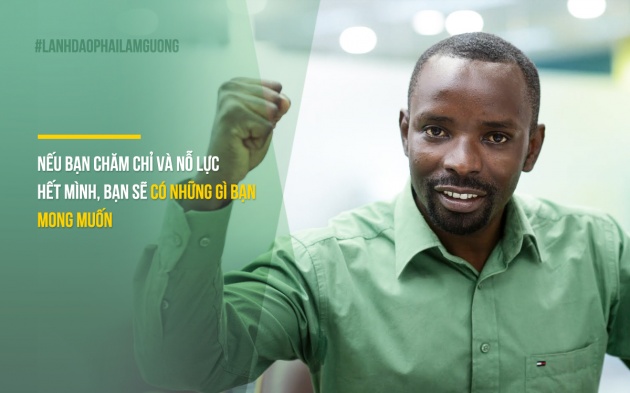 #LANHDAOPHAILAMGUONG
NẾU BẠN CHĂM CHỈ VÀ NỖ LỰC
HẾT MÌNH, BẠN SẼ CÓ NHỮNG GÌ BẠN
MONG MUỐN